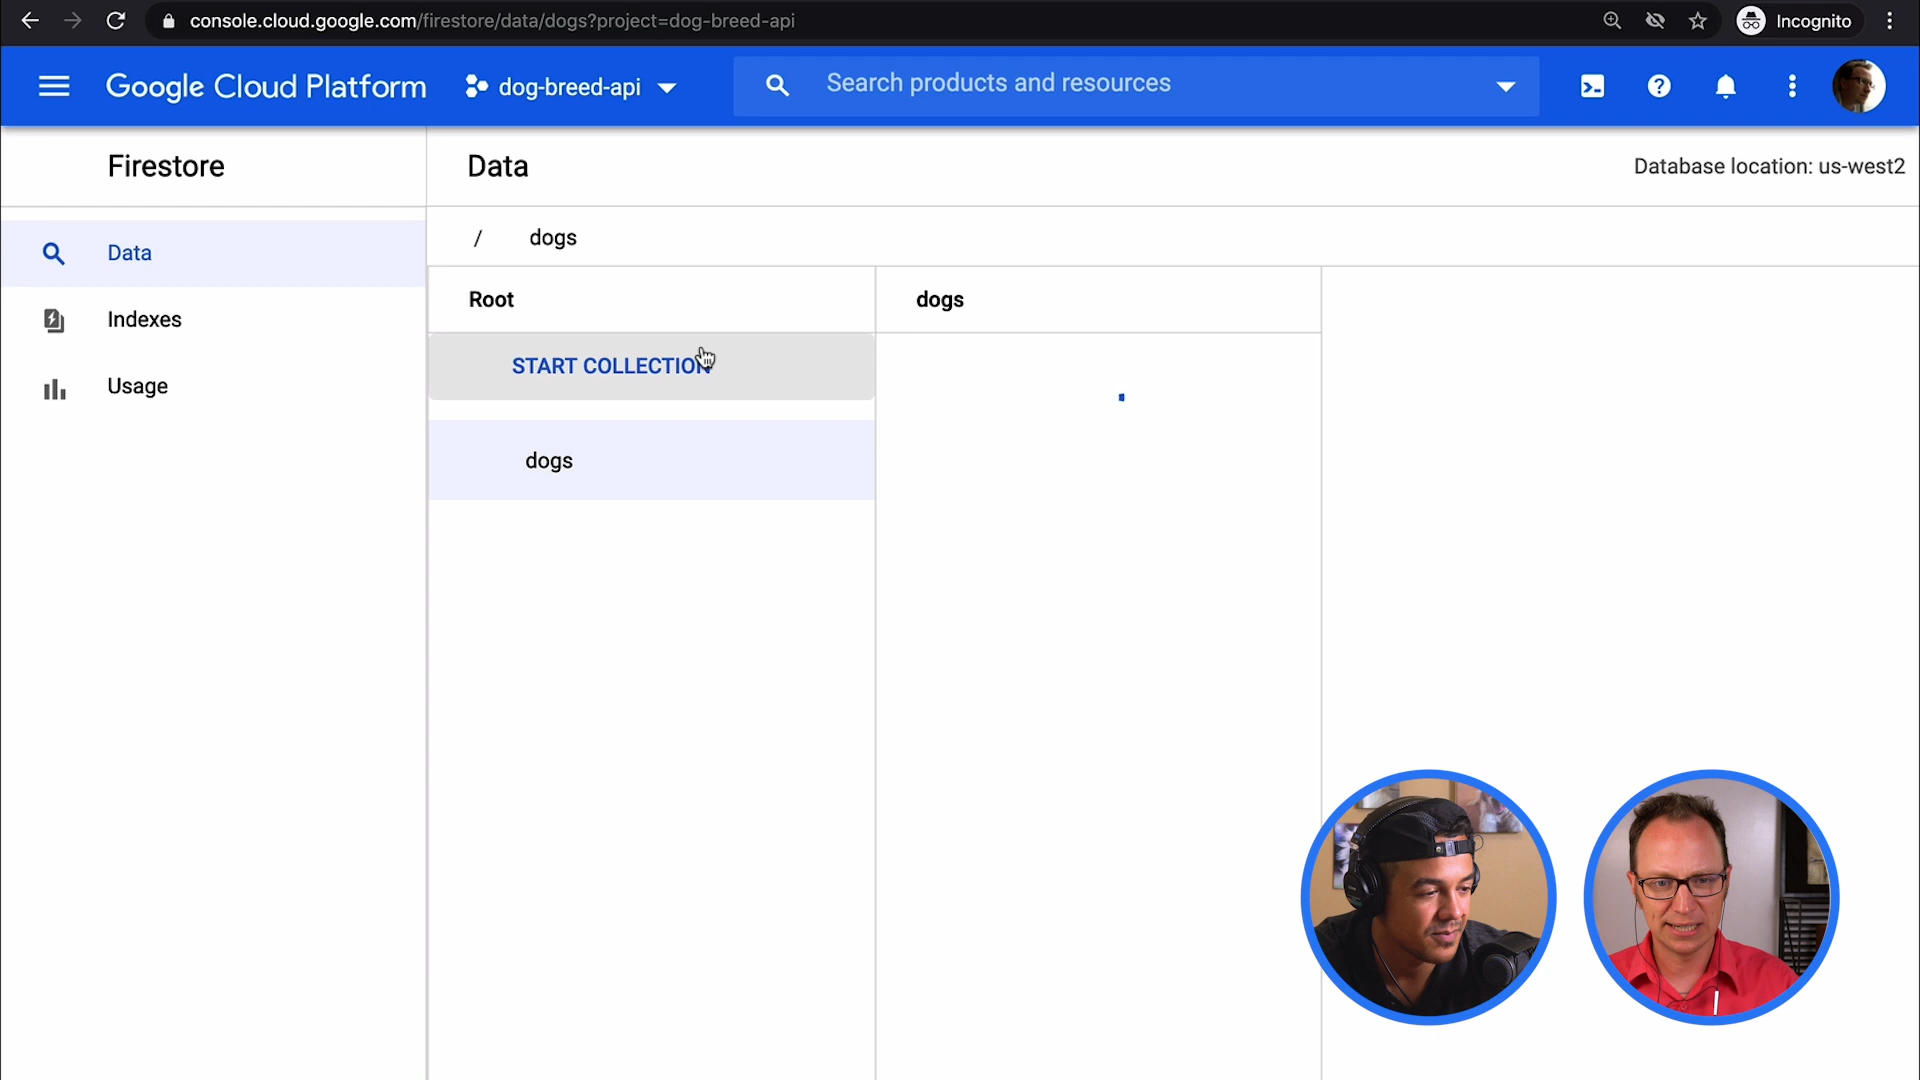 console.cloud.google.com/firestore/data/dogs?project=dog-breed-api
Incognito
Google Cloud Platform
dog-breed-api
Search products and resources
Firestore
Data
Database location: us-west2
Data
/ dogs
Root
dogs
Indexes
START COLLECTION
Usage
dogs